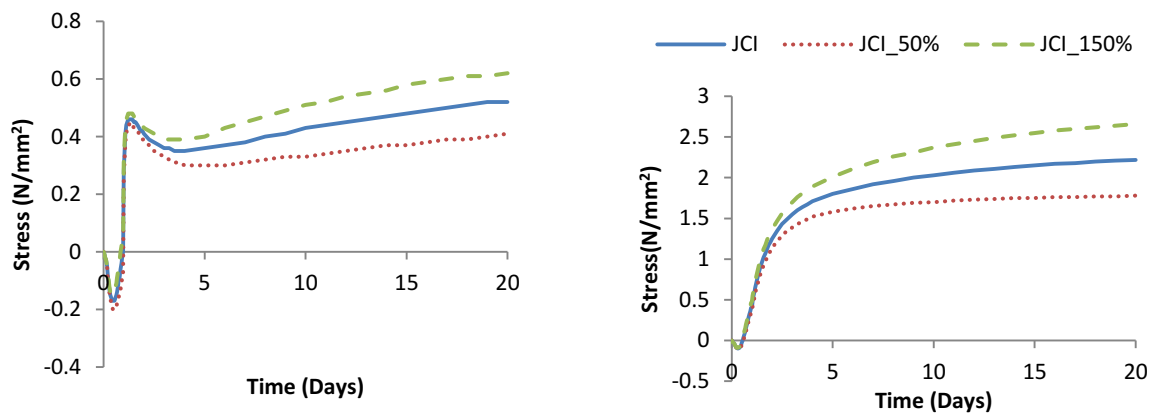 0.8
0.6
0.4
0.2
0
-0.2
-0.4
0 5 10 15 20
Stress (N/mm²)
Time (Days)
JCI JCI_50% JCI_150%
3
2.5
2
1.5
1
0.5
0
-0.5
0 5 10 15 20
Stress(N/mm²)
Time (Days)